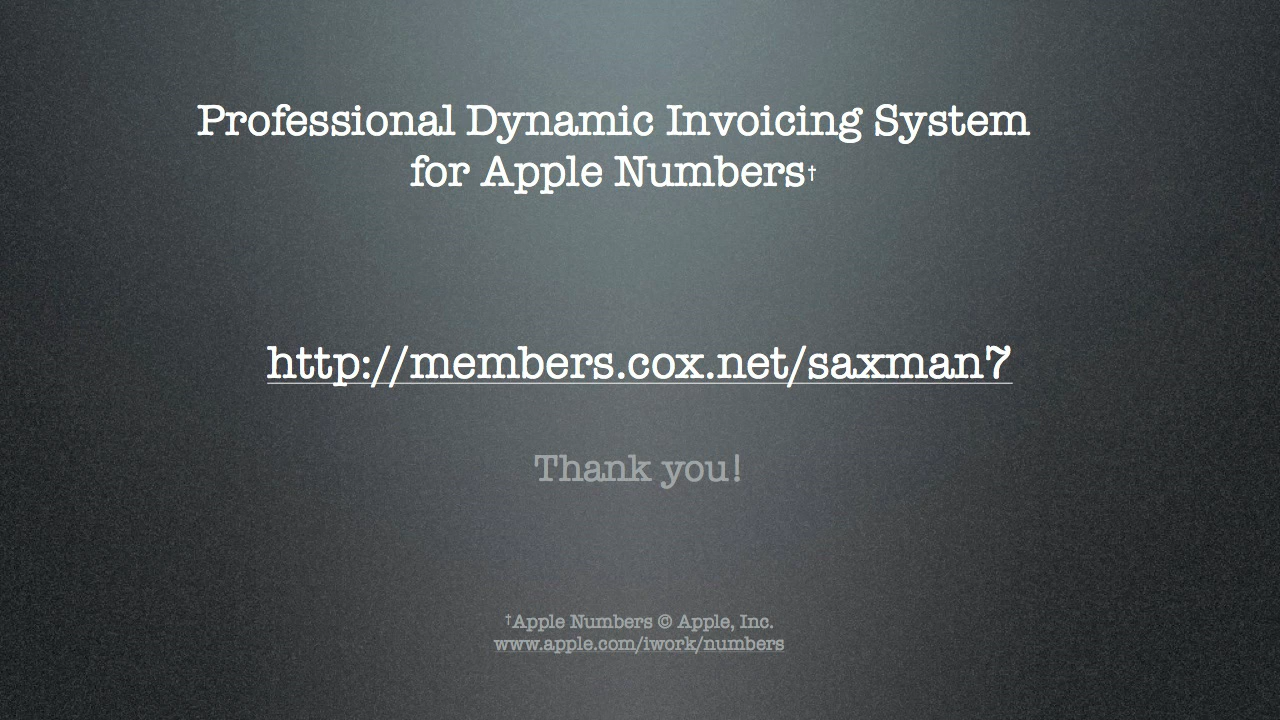 Professional Dynamic Invoicing System
for Apple Numbers†
http://members.cox.net/saxman7
Thank you!
†Apple Numbers © Apple, Inc.
www.apple.com/iwork/numbers